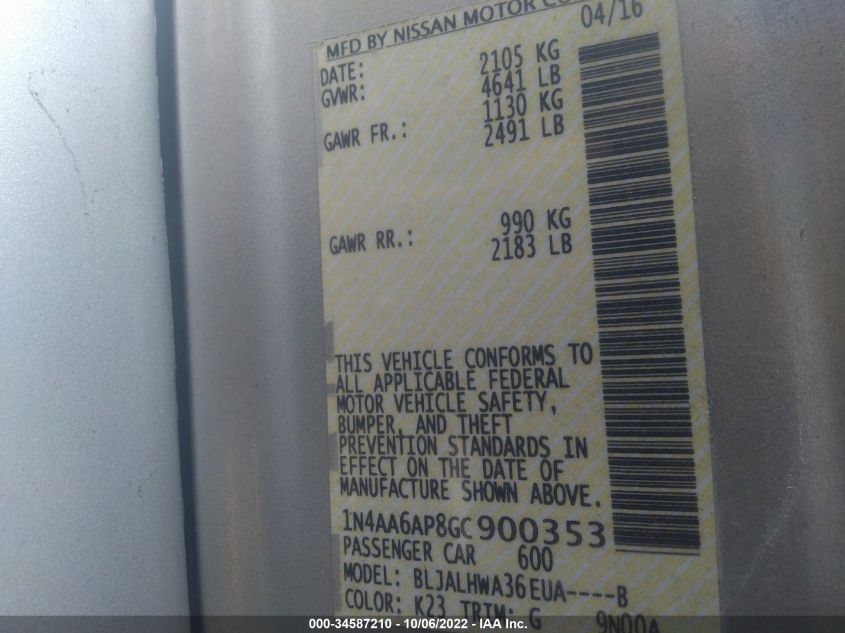 MFD BY NISSAN MOTOR CO
DATE: 04/16
GVWR: 2105 KG
4641 LB
GAWR FR.: 1130 KG
2491 LB
GAWR RR.: 990 KG
2183 LB
THIS VEHICLE CONFORMS TO
ALL APPLICABLE FEDERAL
MOTOR VEHICLE SAFETY,
BUMPER, AND THEFT
PREVENTION STANDARDS IN
EFFECT ON THE DATE OF
MANUFACTURE SHOWN ABOVE.
1N4AA6AP8GC900353
PASSENGER CAR 600
MODEL: BLJALHWA36EUA----B
COLOR: K23 TRIM: G 9N00A
000-34587210 - 10/06/2022 - IAA Inc.